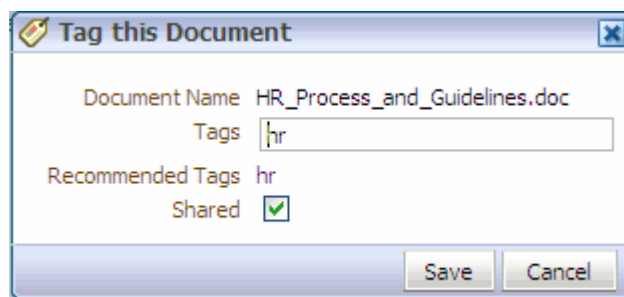 Tag this Document
Document Name HR_Process_and_Guidelines.doc
Tags hr
Recommended Tags hr
Shared
Save Cancel